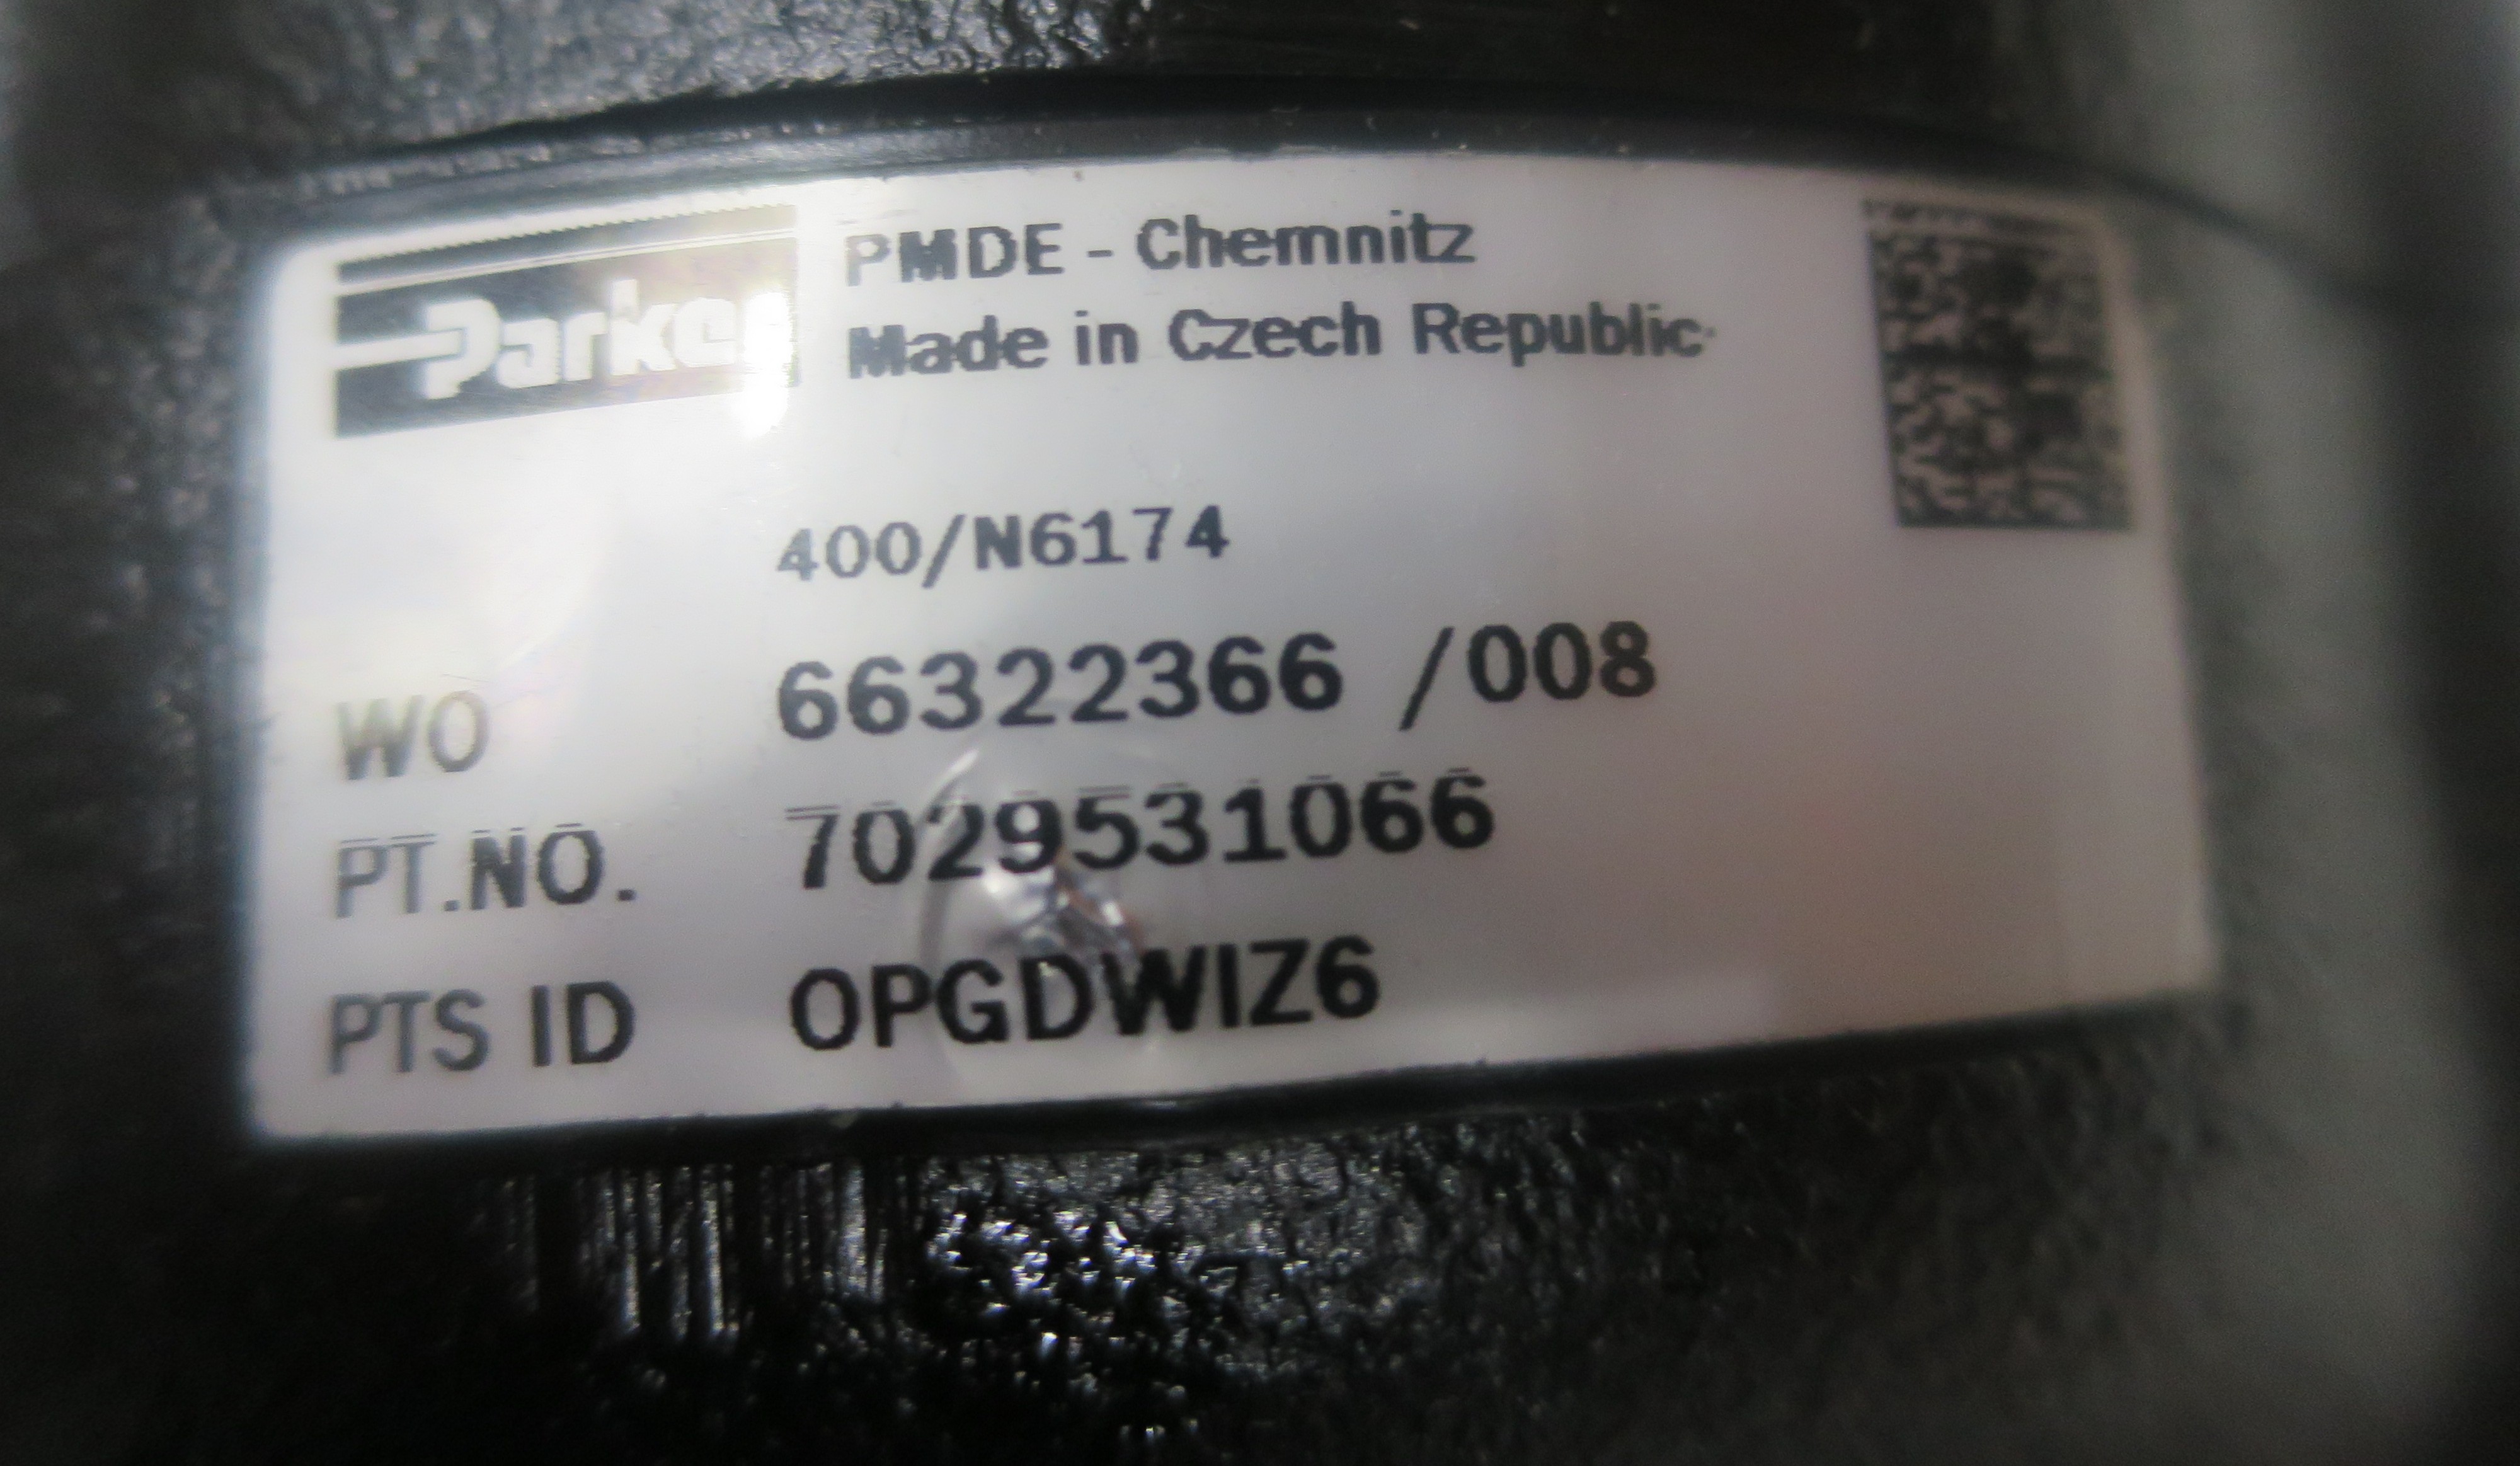 Parker
PMDE - Chemnitz
Made in Czech Republic
400/N6174
WO 66322366 /008
PT.NO. 7029531066
PTS ID OPGDWIZ6